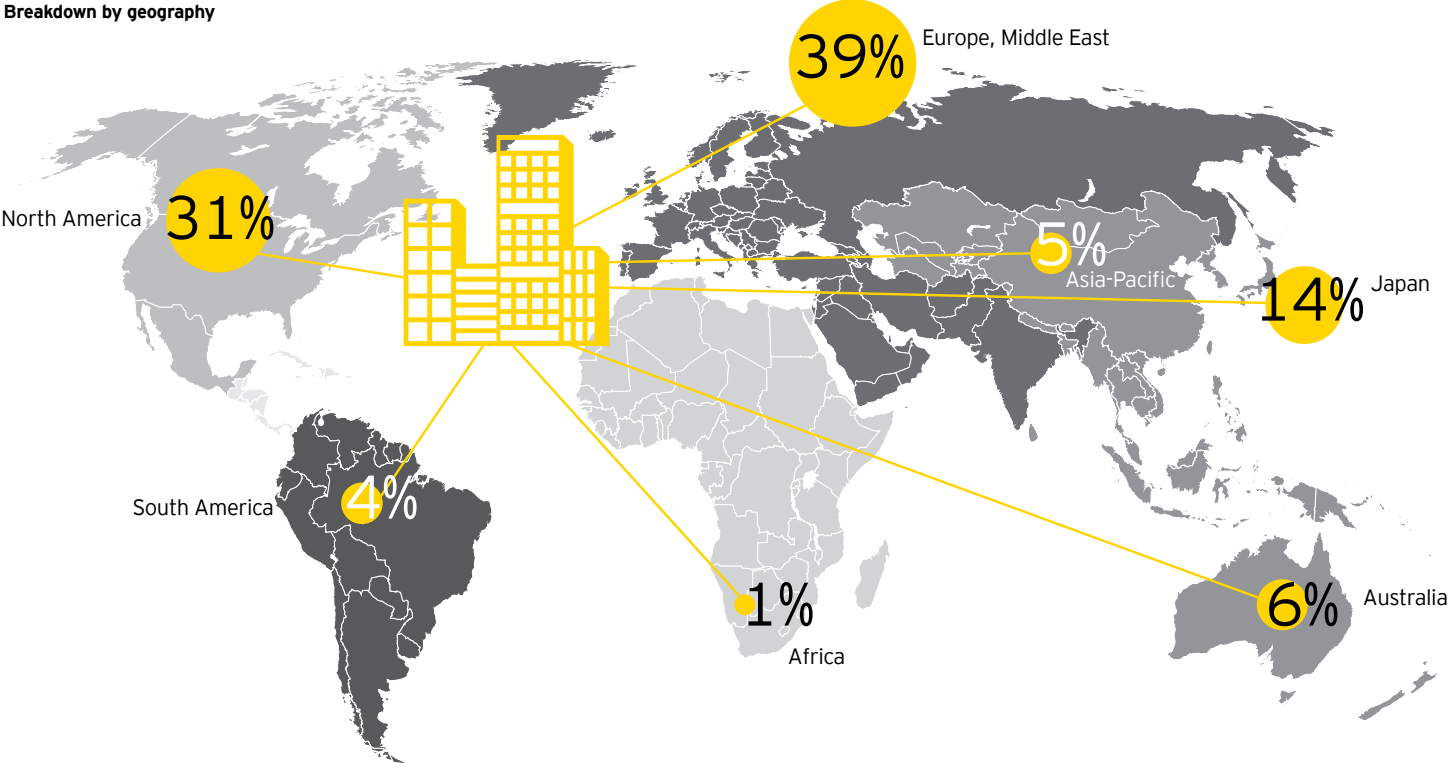 Breakdown by geography
39%
Europe, Middle East
North America
31%
5%
Asia-Pacific
14%
Japan
South America
4%
1%
Africa
6%
Australia